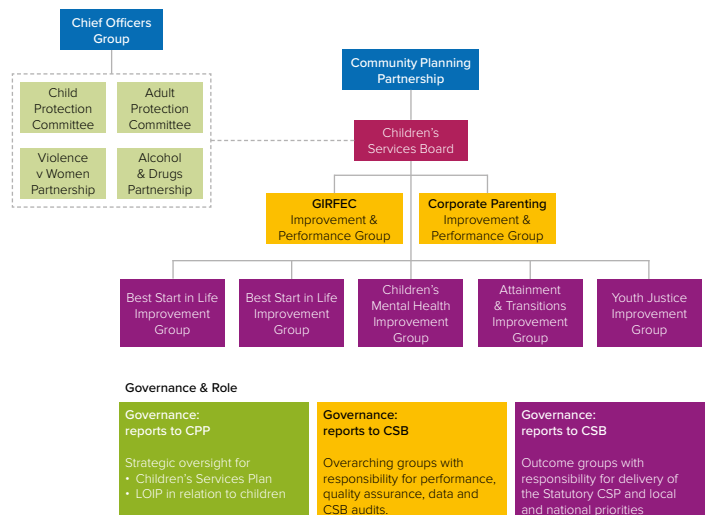 Chief Officers
Group
Community Planning
Partnership
Child
Protection
Committee
Adult
Protection
Committee
Violence
v Women
Partnership
Alcohol
& Drugs
Partnership
Children's
Services Board
GIRFEC
Improvement &
Performance Group
Corporate Parenting
Improvement &
Performance Group
Best Start in Life
Improvement
Group
Best Start in Life
Improvement
Group
Children's
Mental Health
Improvement
Group
Attainment
& Transitions
Improvement
Group
Youth Justice
Improvement
Group
Governance & Role
Governance:
reports to CPP
Strategic oversight for
• Children's Services Plan
• LOIP in relation to children
Governance:
reports to CSB
Overarching groups with
responsibility for performance,
quality assurance, data and
CSB audits.
Governance:
reports to CSB
Outcome groups with
responsibility for delivery of
the Statutory CSP and local
and national priorities